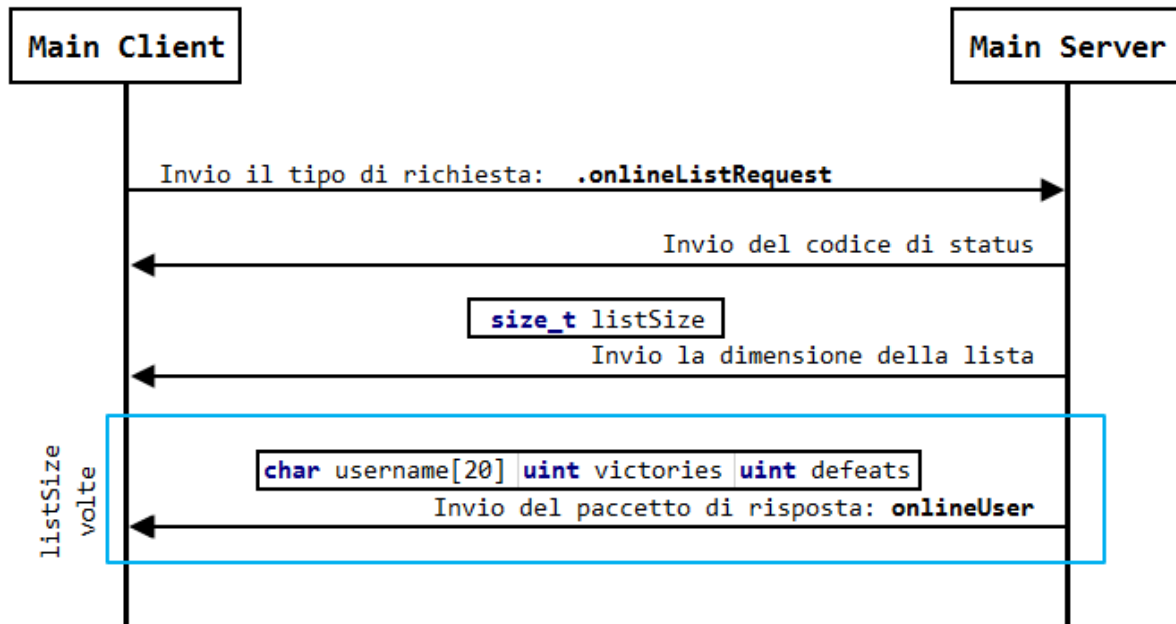 Main Client
Main Server
Invio il tipo di richiesta: .onlineListRequest
Invio del codice di status
size_t listSize
Invio la dimensione della lista
listSize
volte
char username[20] uint victories uint defeats
Invio del paccetto di risposta: onlineUser